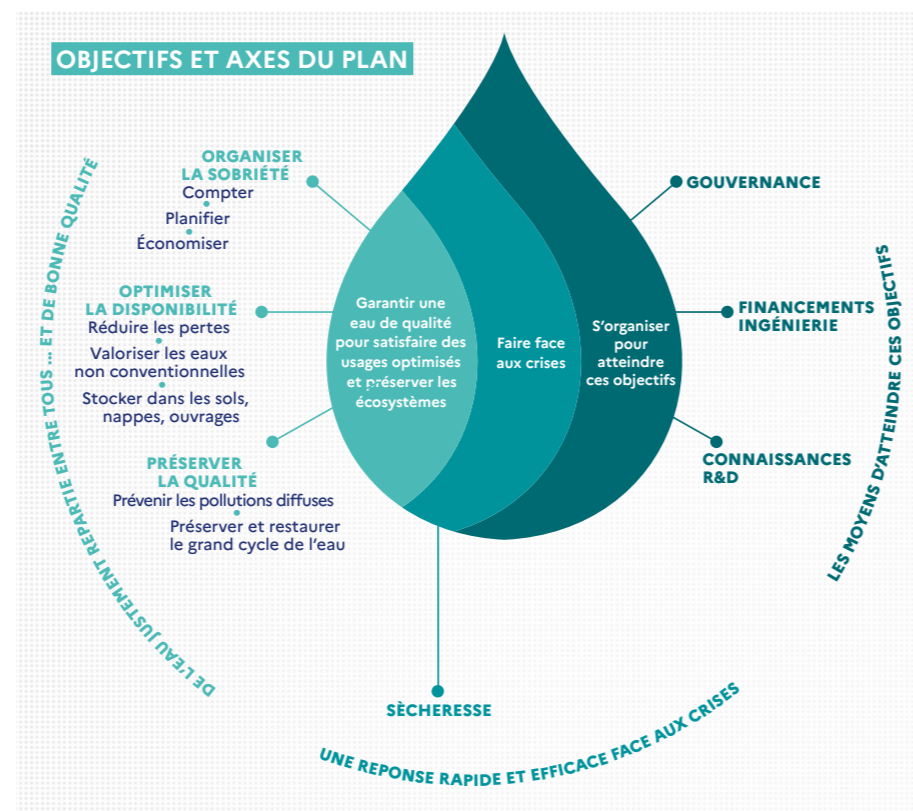 OBJECTIFS ET AXES DU PLAN
ORGANISER
LA SOBRIÉTÉ
Compter
Planifier
Économiser
OPTIMISER
LA DISPONIBILITÉ
Réduire les pertes
Valoriser les eaux
non conventionnelles
Stocker dans les sols,
nappes, ouvrages
PRÉSERVER
LA QUALITÉ
Prévenir les pollutions diffuses
Préserver et restaurer
le grand cycle de l'eau
DE L'EAU JUSTEMENT REPARTIE ENTRE TOUS ... ET DE BONNE QUALITÉ
Garantir une
eau de qualité
pour satisfaire des
usages optimisés
et préserver les
écosystèmes
Faire face
aux crises
S'organiser
pour
atteindre
ces objectifs
GOUVERNANCE
FINANCEMENTS
INGÉNIERIE
CONNAISSANCES
R&D
LES MOYENS D'ATTEINDRE CES OBJECTIFS
SÈCHERESSE
UNE REPONSE RAPIDE ET EFFICACE FACE AUX CRISES